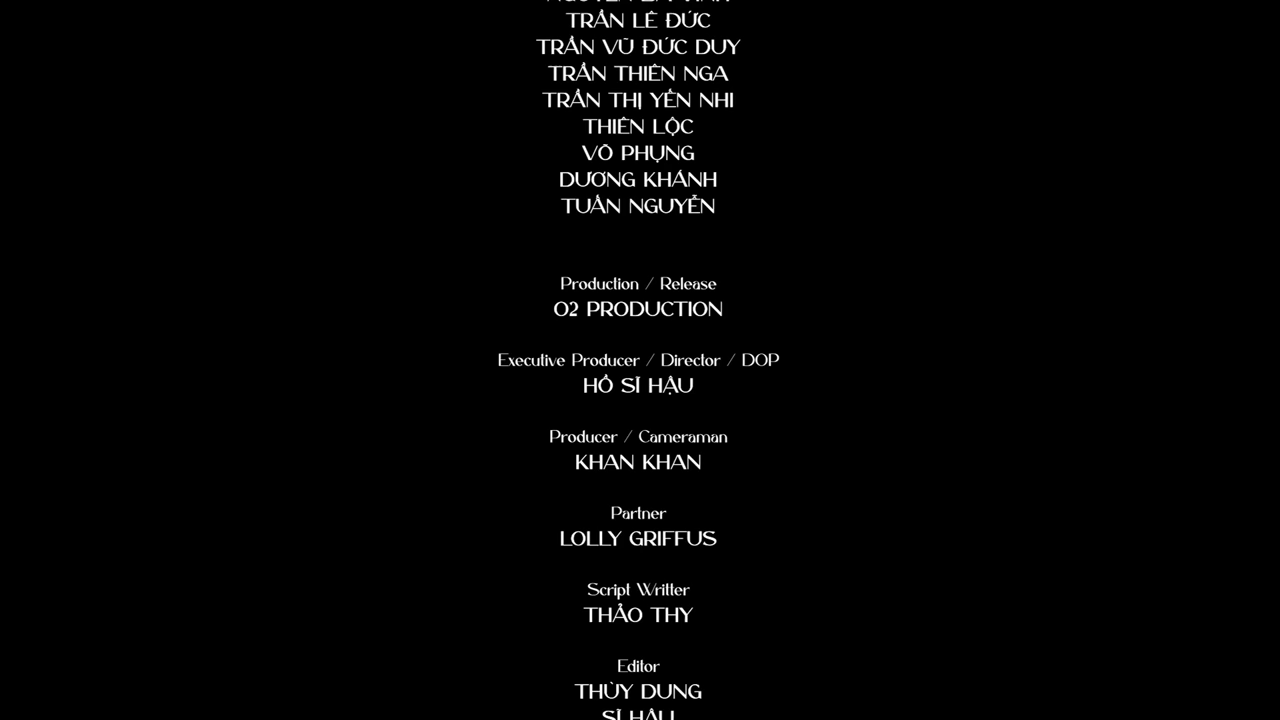 TRẦN LÊ ĐỨC
TRẦN VŨ ĐỨC DUY
TRẦN THIÊN NGA
TRẦN THỊ YẾN NHI
THIÊN LỘC
VÕ PHỤNG
DƯƠNG KHÁNH
TUẤN NGUYỄN
Production / Release
O2 PRODUCTION
Executive Producer / Director / DOP
HỒ SĨ HẬU
Producer / Cameraman
KHAN KHAN
Partner
LOLLY GRIFFUS
Script Writter
THẢO THY
Editor
THÙY DUNG
SĨ HẬU